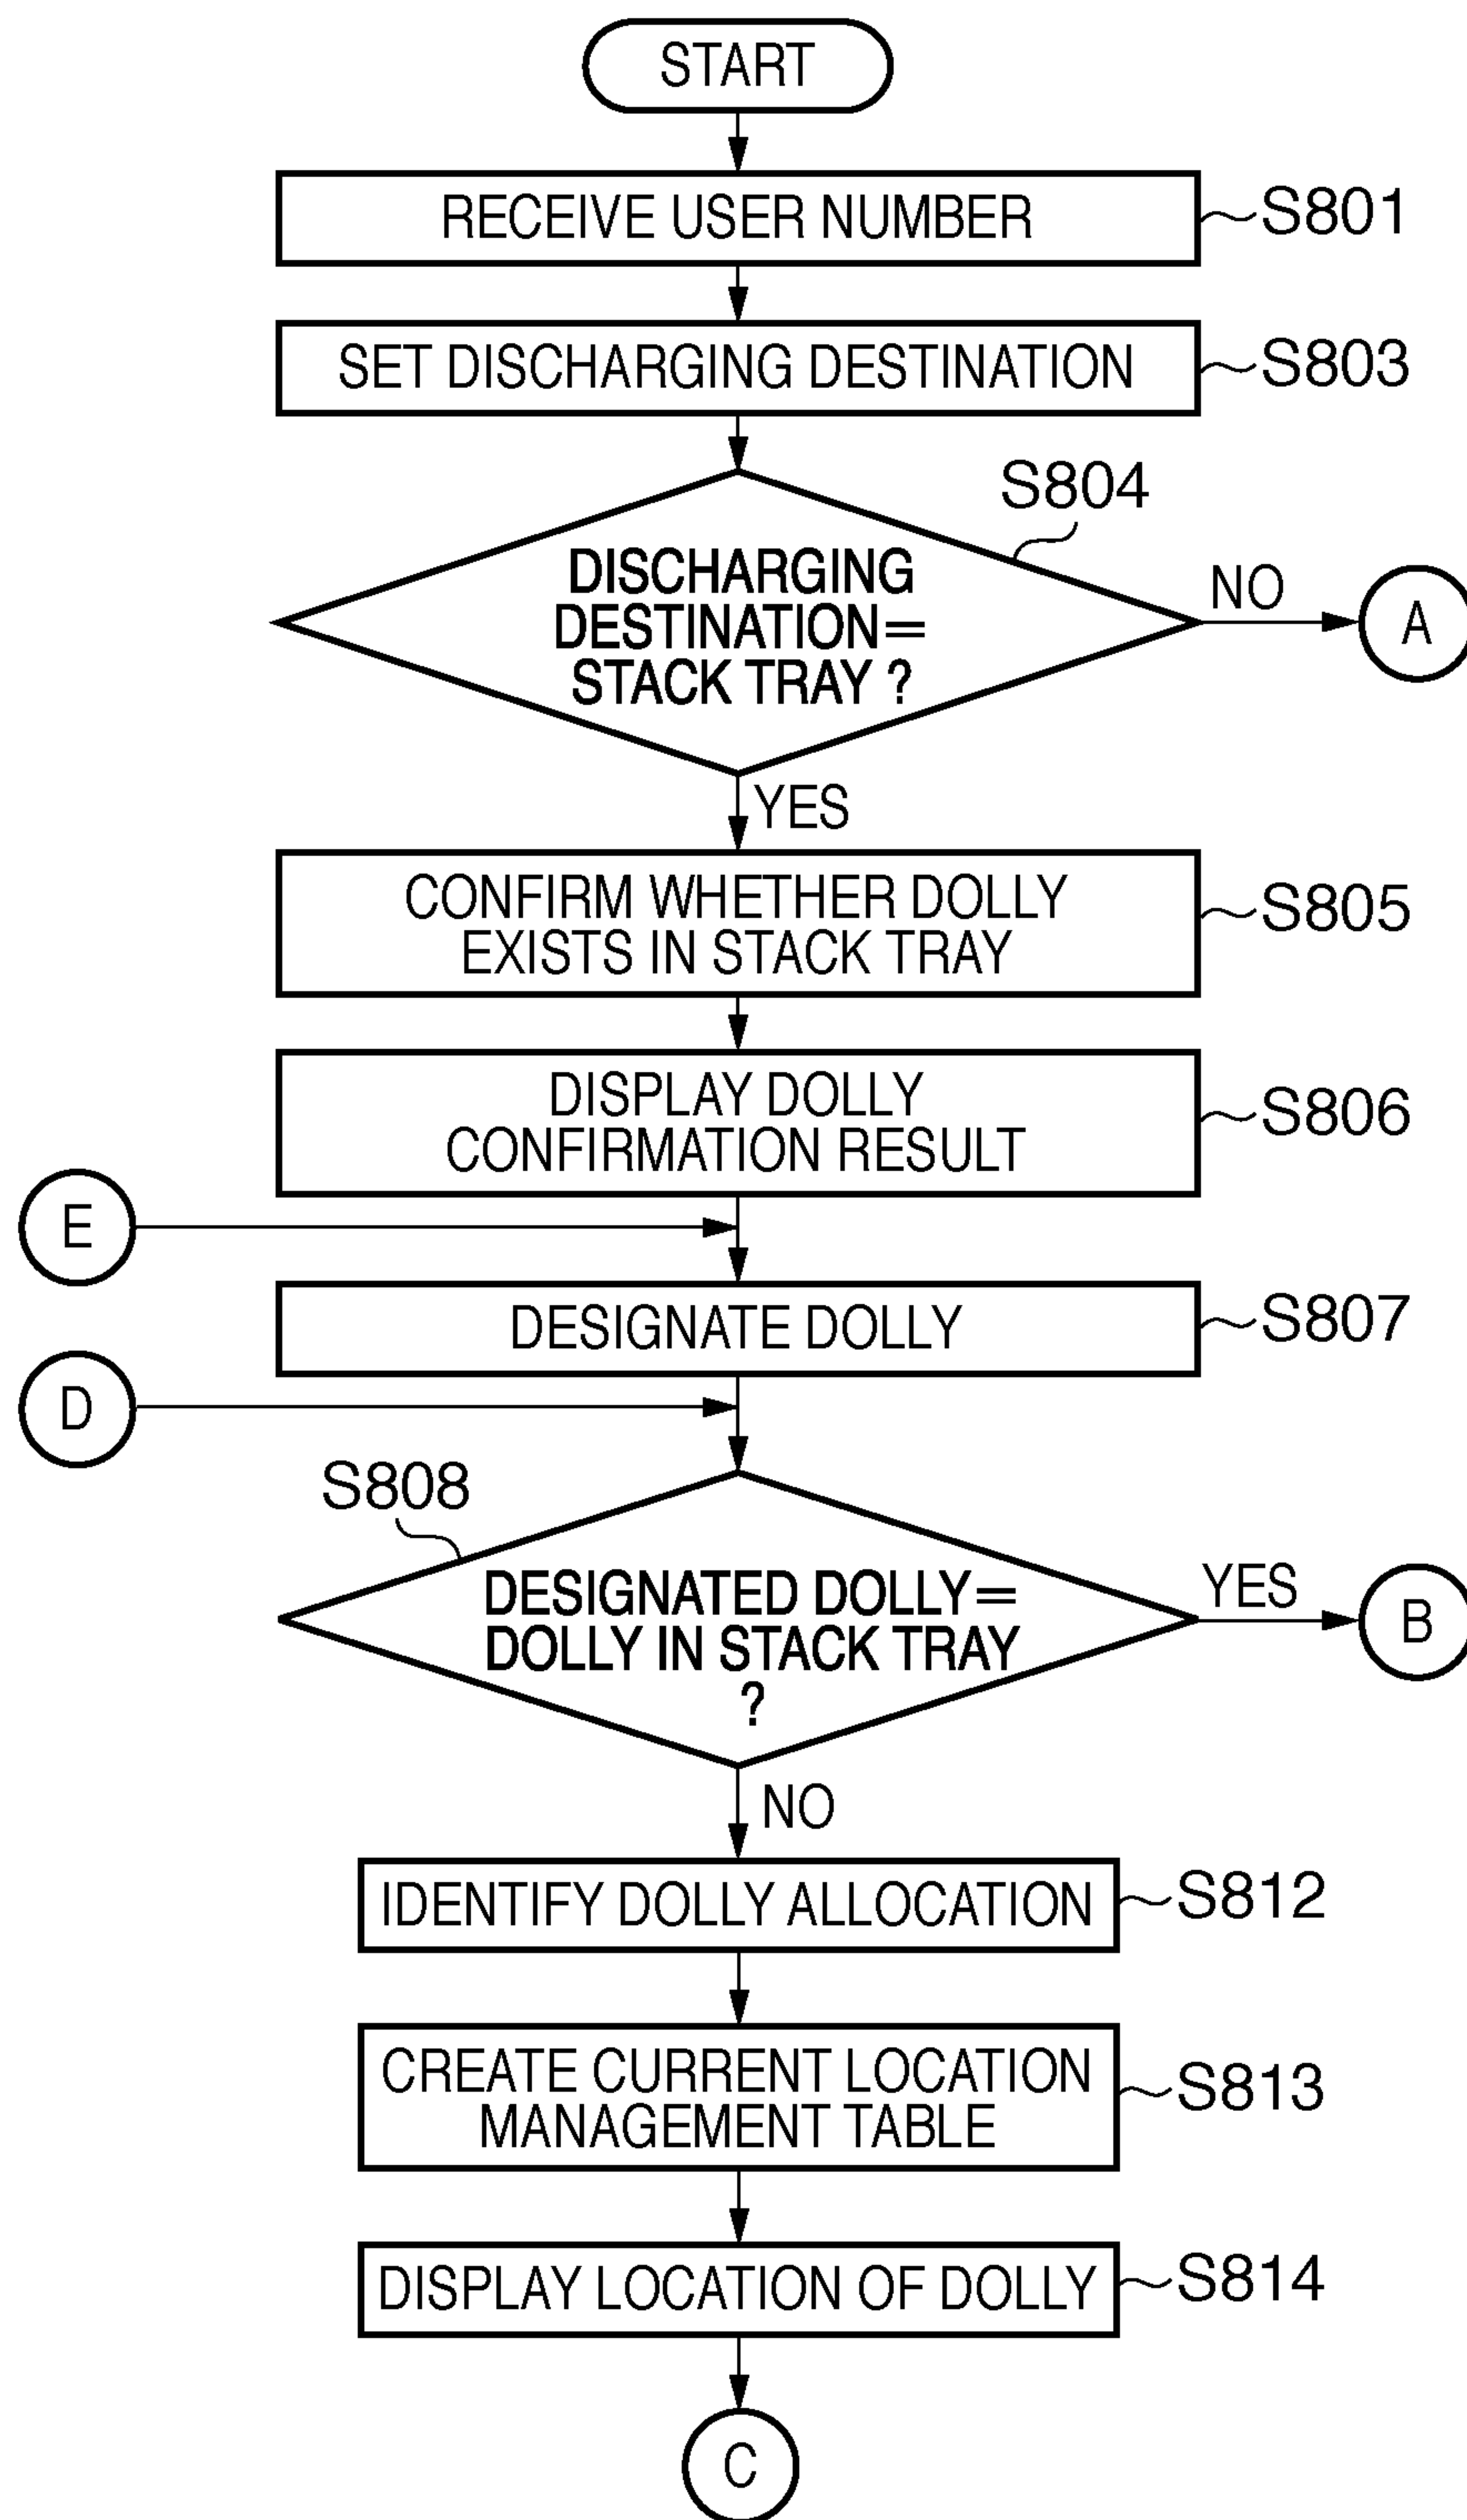 START
RECEIVE USER NUMBER
S801
SET DISCHARGING DESTINATION
S803
S804
DISCHARGING
DESTINATION=
STACK TRAY ?
NO
A
YES
CONFIRM WHETHER DOLLY
EXISTS IN STACK TRAY
S805
DISPLAY DOLLY
CONFIRMATION RESULT
S806
E
DESIGNATE DOLLY
S807
D
S808
DESIGNATED DOLLY=
DOLLY IN STACK TRAY
?
YES
B
NO
IDENTIFY DOLLY ALLOCATION
S812
CREATE CURRENT LOCATION
MANAGEMENT TABLE
S813
DISPLAY LOCATION OF DOLLY
S814
C